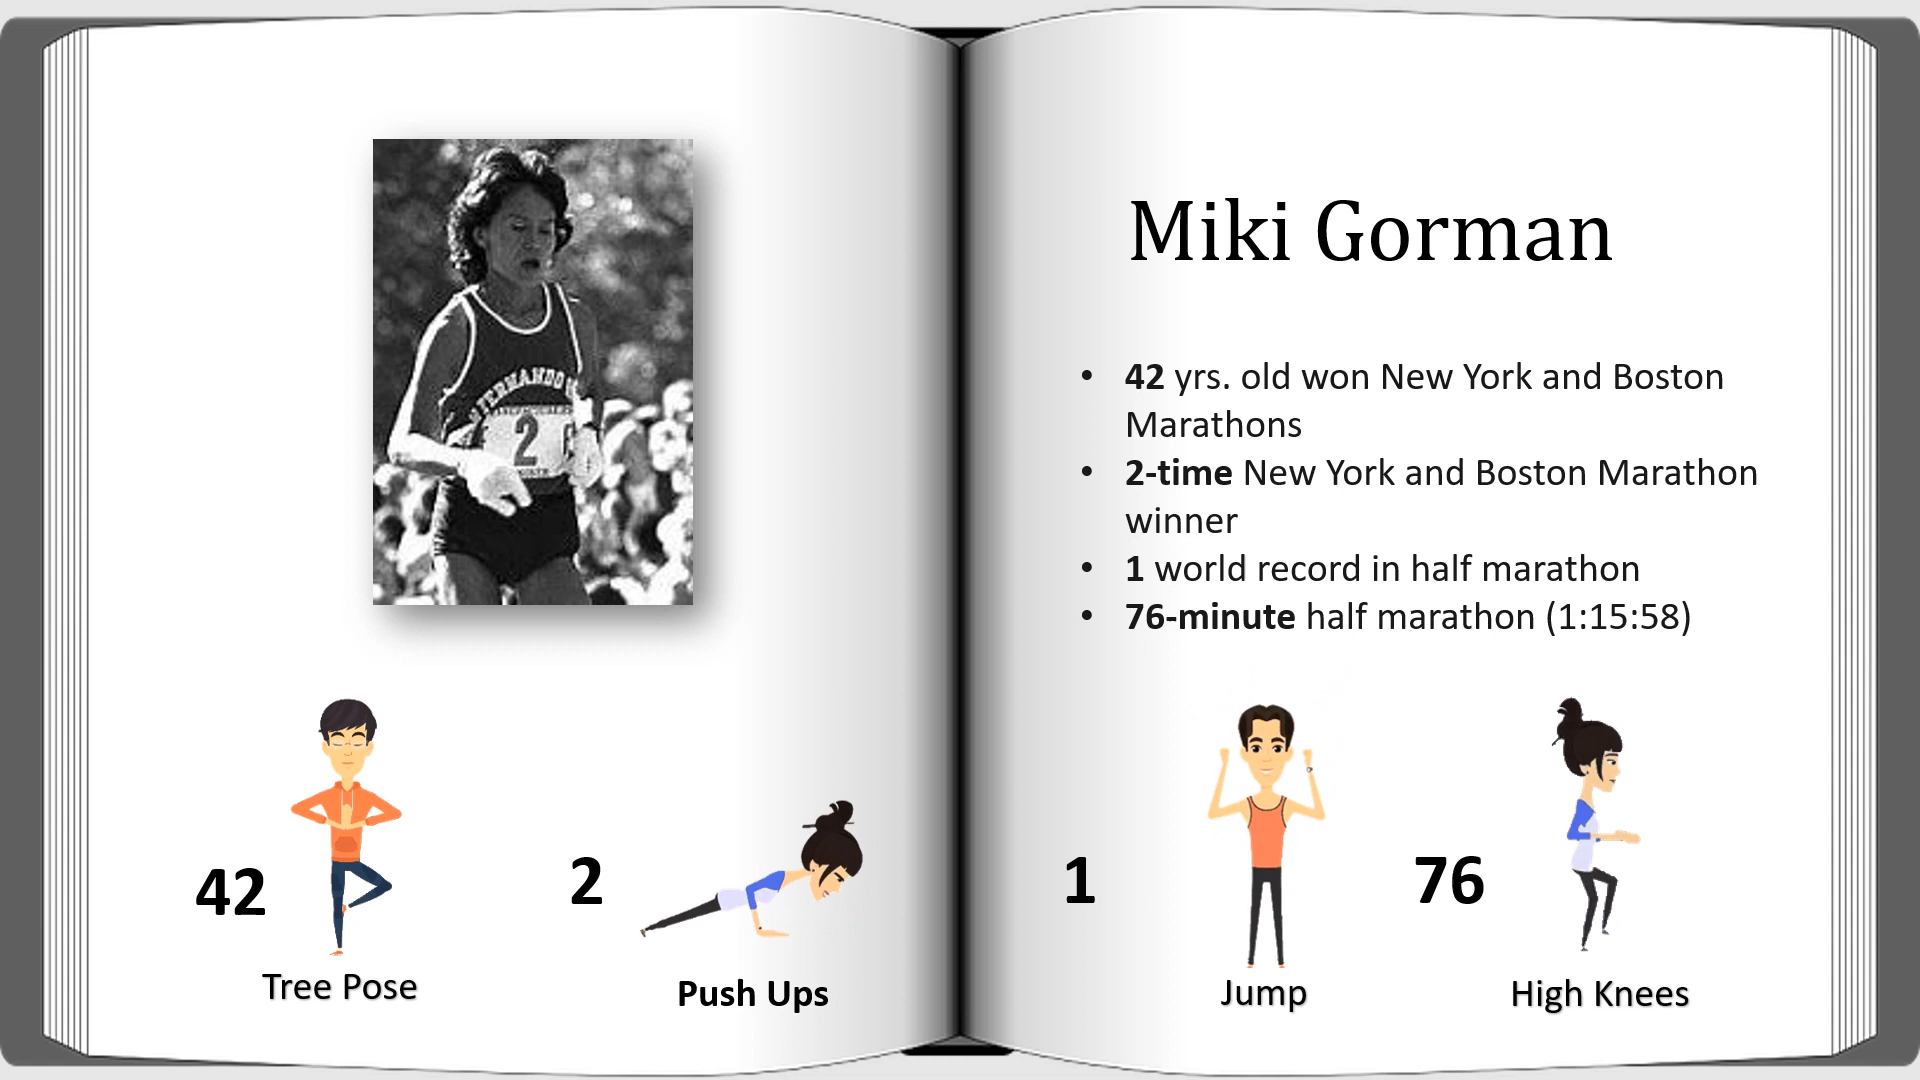 ERNANDO
2
Miki Gorman
• 42 yrs. old won New York and Boston
Marathons
• 2-time New York and Boston Marathon
winner
• 1 world record in half marathon
• 76-minute half marathon (1:15:58)
42
Tree Pose
2
Push Ups
1
Jump
76
High Knees